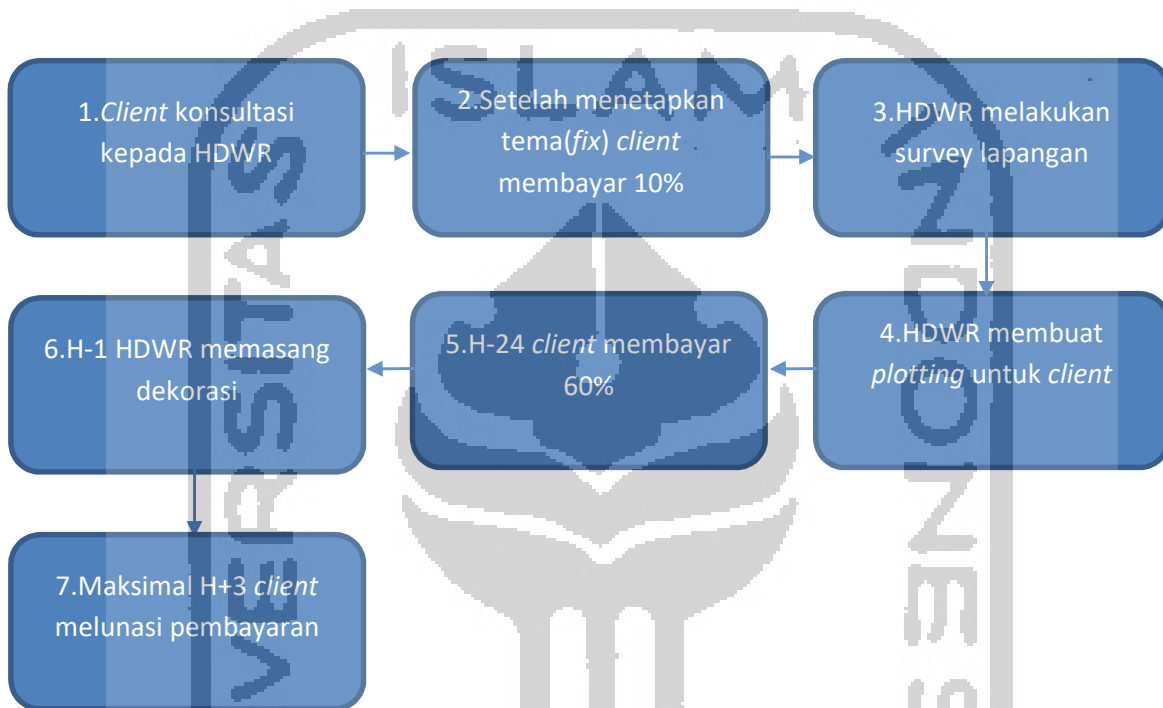 ISLAM
1.Client konsultasi
kepada HDWR
2.Setelah menetapkan
tema(fix) client
membayar 10%
3.HDWR melakukan
survey lapangan
4.HDWR membuat
plotting untuk client
5.H-24 client membayar
60%
6.H-1 HDWR memasang
dekorasi
7.Maksimal H+3 client
melunasi pembayaran
VERSITAS